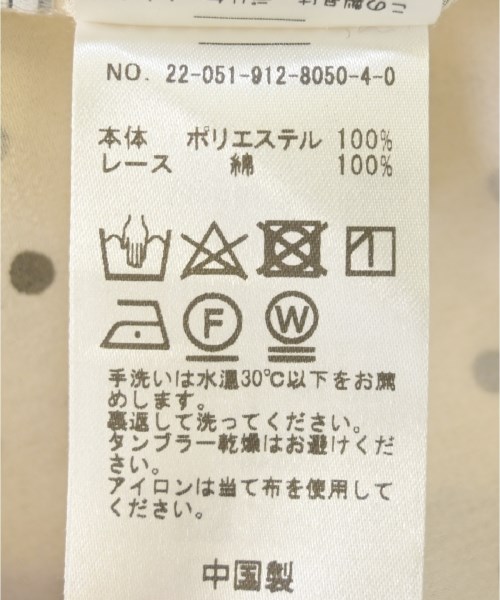 NO. 22-051-912-8050-4-0
本体 ポリエステル 100%
レース 綿 100%
F W
手洗いは水温30℃以下をお薦
めします。
裏返して洗ってください。
タンブラー乾燥はお避けくだ
さい。
アイロンは当て布を使用して
ください。
中国製